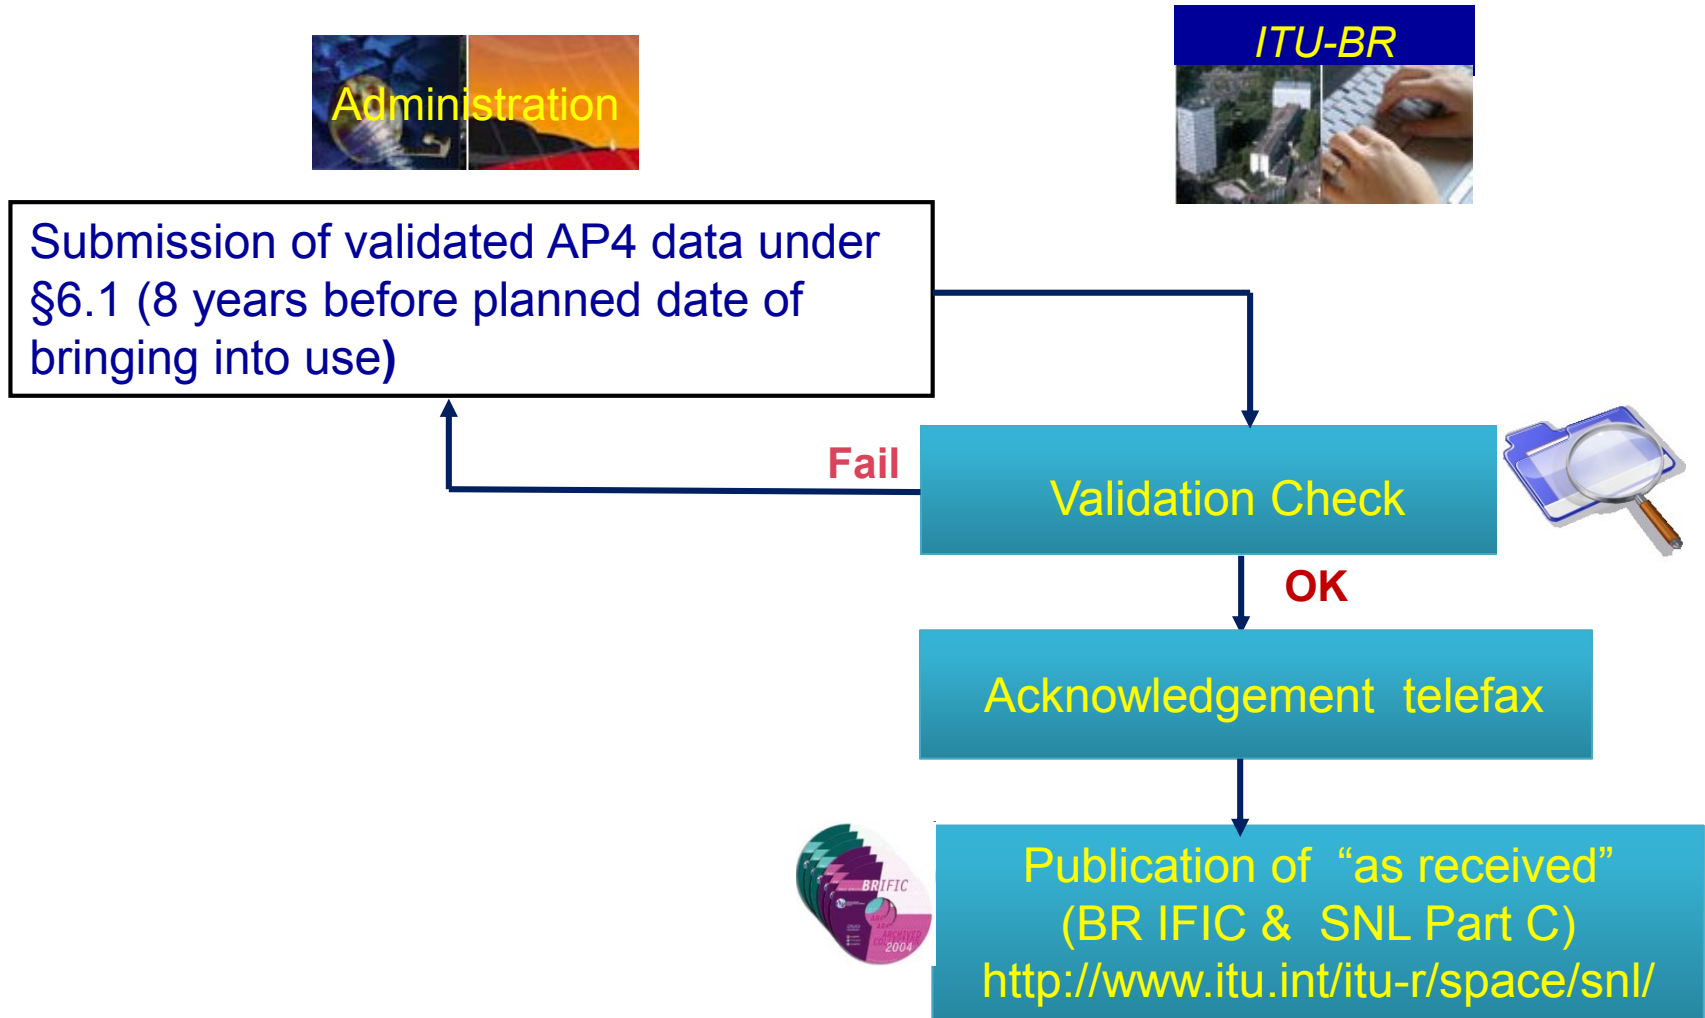 Administration
ITU-BR
Submission of validated AP4 data under
§6.1 (8 years before planned date of
bringing into use)
Fail
Validation Check
OK
Acknowledgement telefax
BRIFIC
ARCHIVED
2004
Publication of “as received”
(BR IFIC & SNL Part C)
http://www.itu.int/itu-r/space/snl/